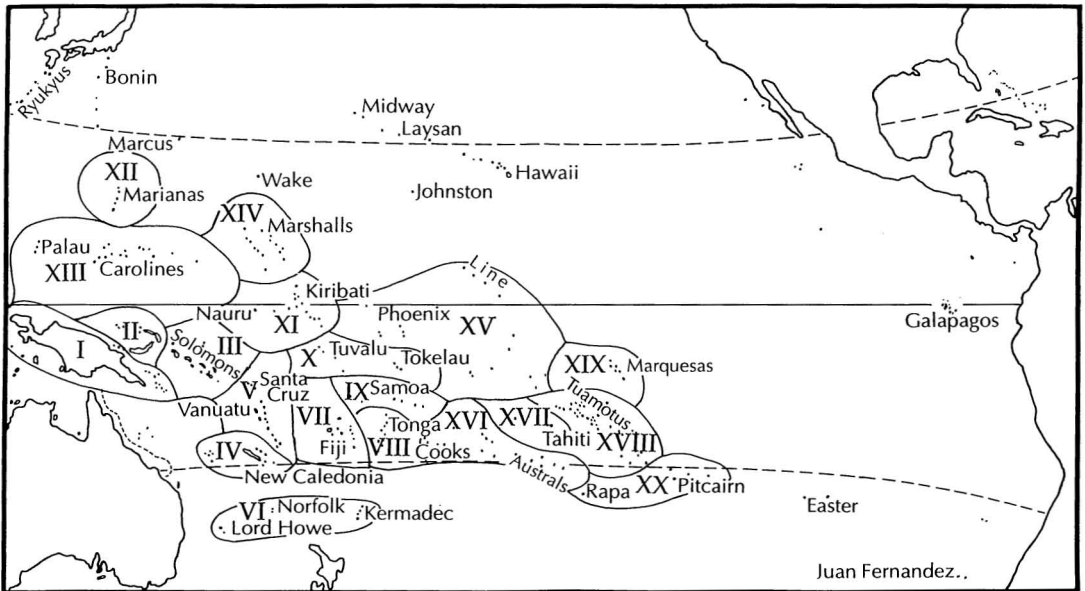 Bonin
Ryukyus
Midway
Laysan
Marcus
XII
Marianas
Wake
Johnston
Hawaii
XIV
Marshalls
Palau
XIII
Carolines
Line
Kiribati
Nauru
XI
Phoenix
XV
Galapagos
I
II
Solomons
III
X
Tuvalu
Tokelau
XIX
Marquesas
V
Santa
Cruz
IX
Samoa
Tuamotus
Vanuatu
VII
Tonga
XVI
XVII
Tahiti
XVIII
IV
Fiji
VIII
Cooks
New Caledonia
Australs
Rapa
XX
Pitcairn
VI
Norfolk
Kermadec
Lord Howe
Easter
Juan Fernandez